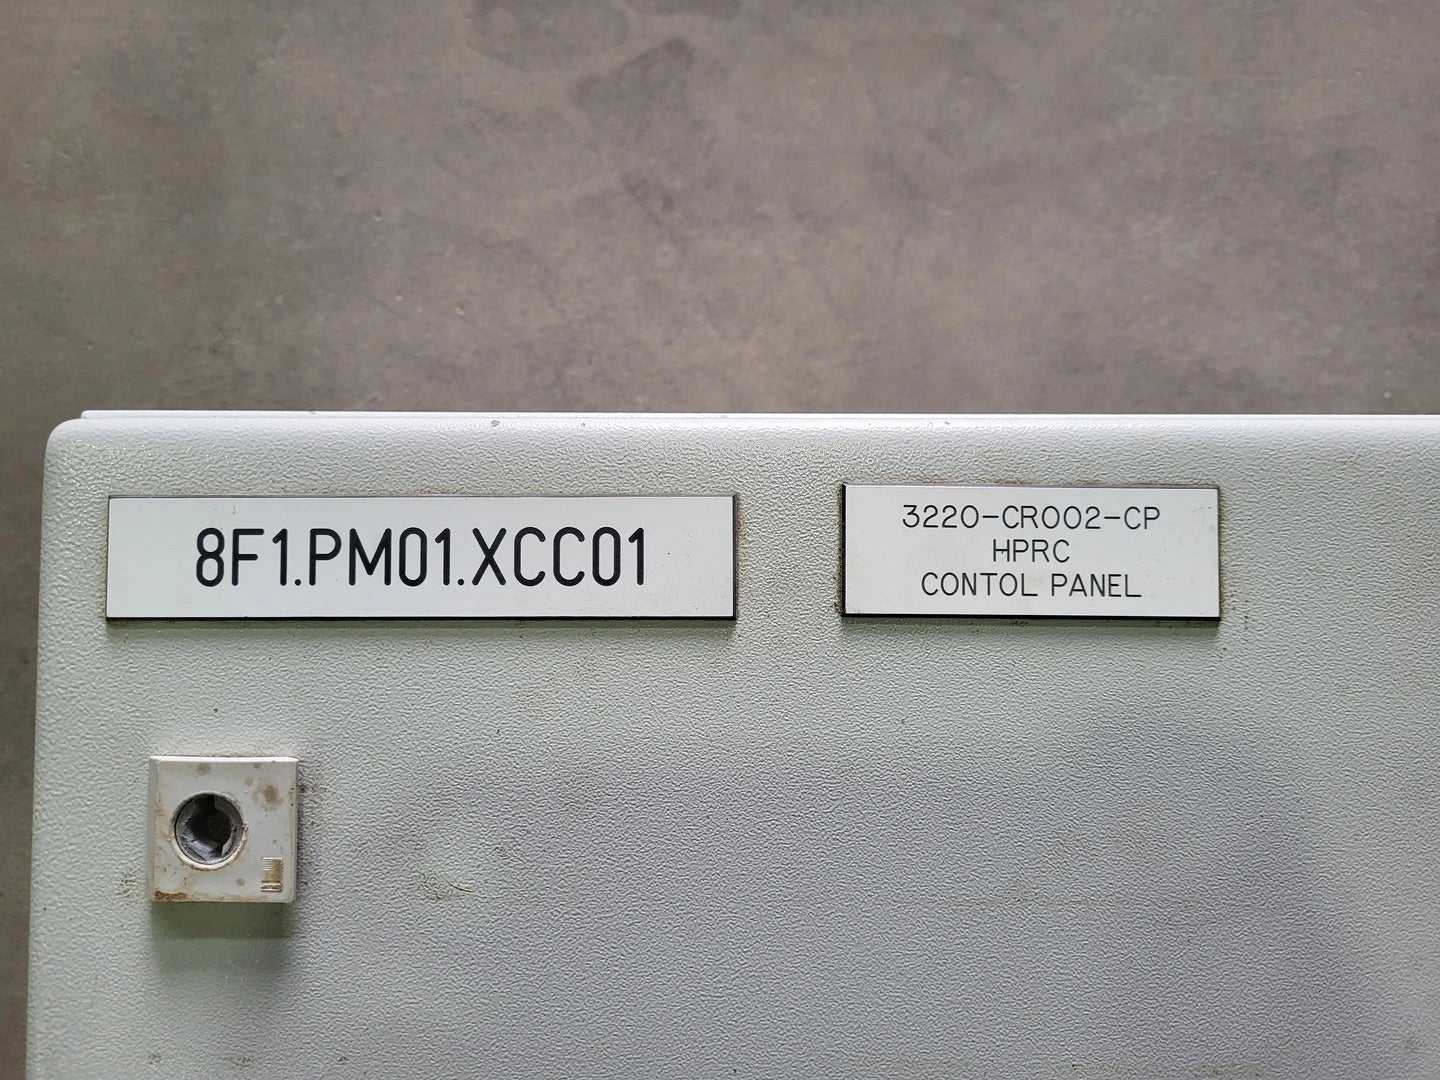 8F1.PM01.XCC01
3220-CR002-CP
HPRC
CONTOL PANEL